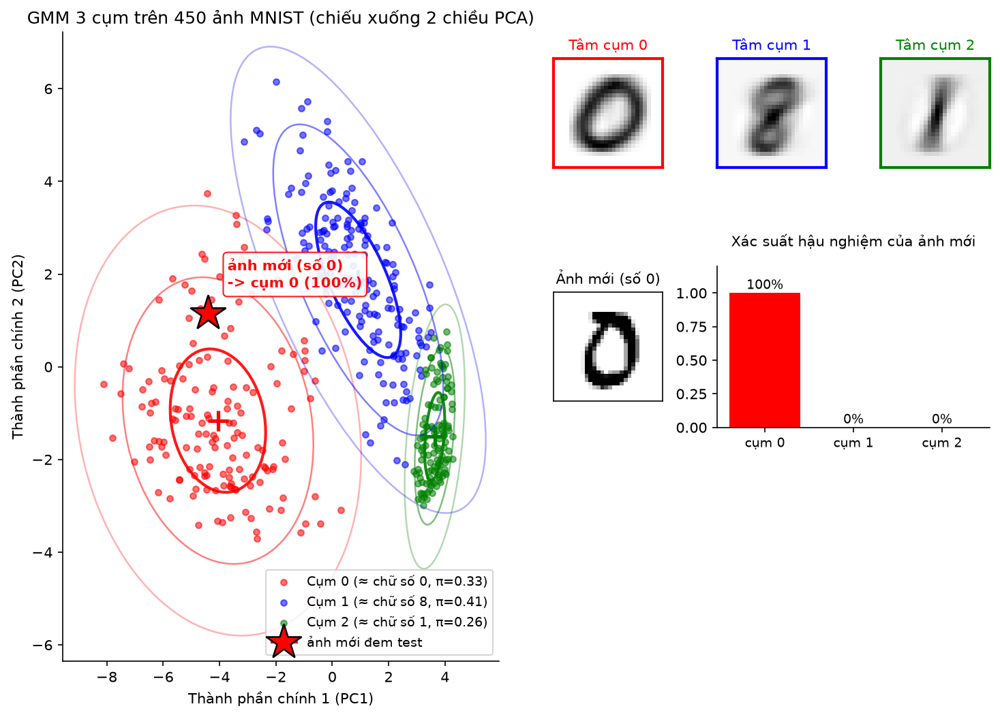 GMM 3 cụm trên 450 ảnh MNIST (chiếu xuống 2 chiều PCA)
Thành phần chính 2 (PC2)
6
4
2
0
−2
−4
−6
−8
−6
−4
−2
0
2
4
Thành phần chính 1 (PC1)
ảnh mới (số 0)
-> cụm 0 (100%)
Cụm 0 (≈ chữ số 0, π=0.33)
Cụm 1 (≈ chữ số 8, π=0.41)
Cụm 2 (≈ chữ số 1, π=0.26)
ảnh mới đem test
Tâm cụm 0
Tâm cụm 1
Tâm cụm 2
Ảnh mới (số 0)
Xác suất hậu nghiệm của ảnh mới
1.00
0.75
0.50
0.25
0.00
100%
0%
0%
cụm 0
cụm 1
cụm 2